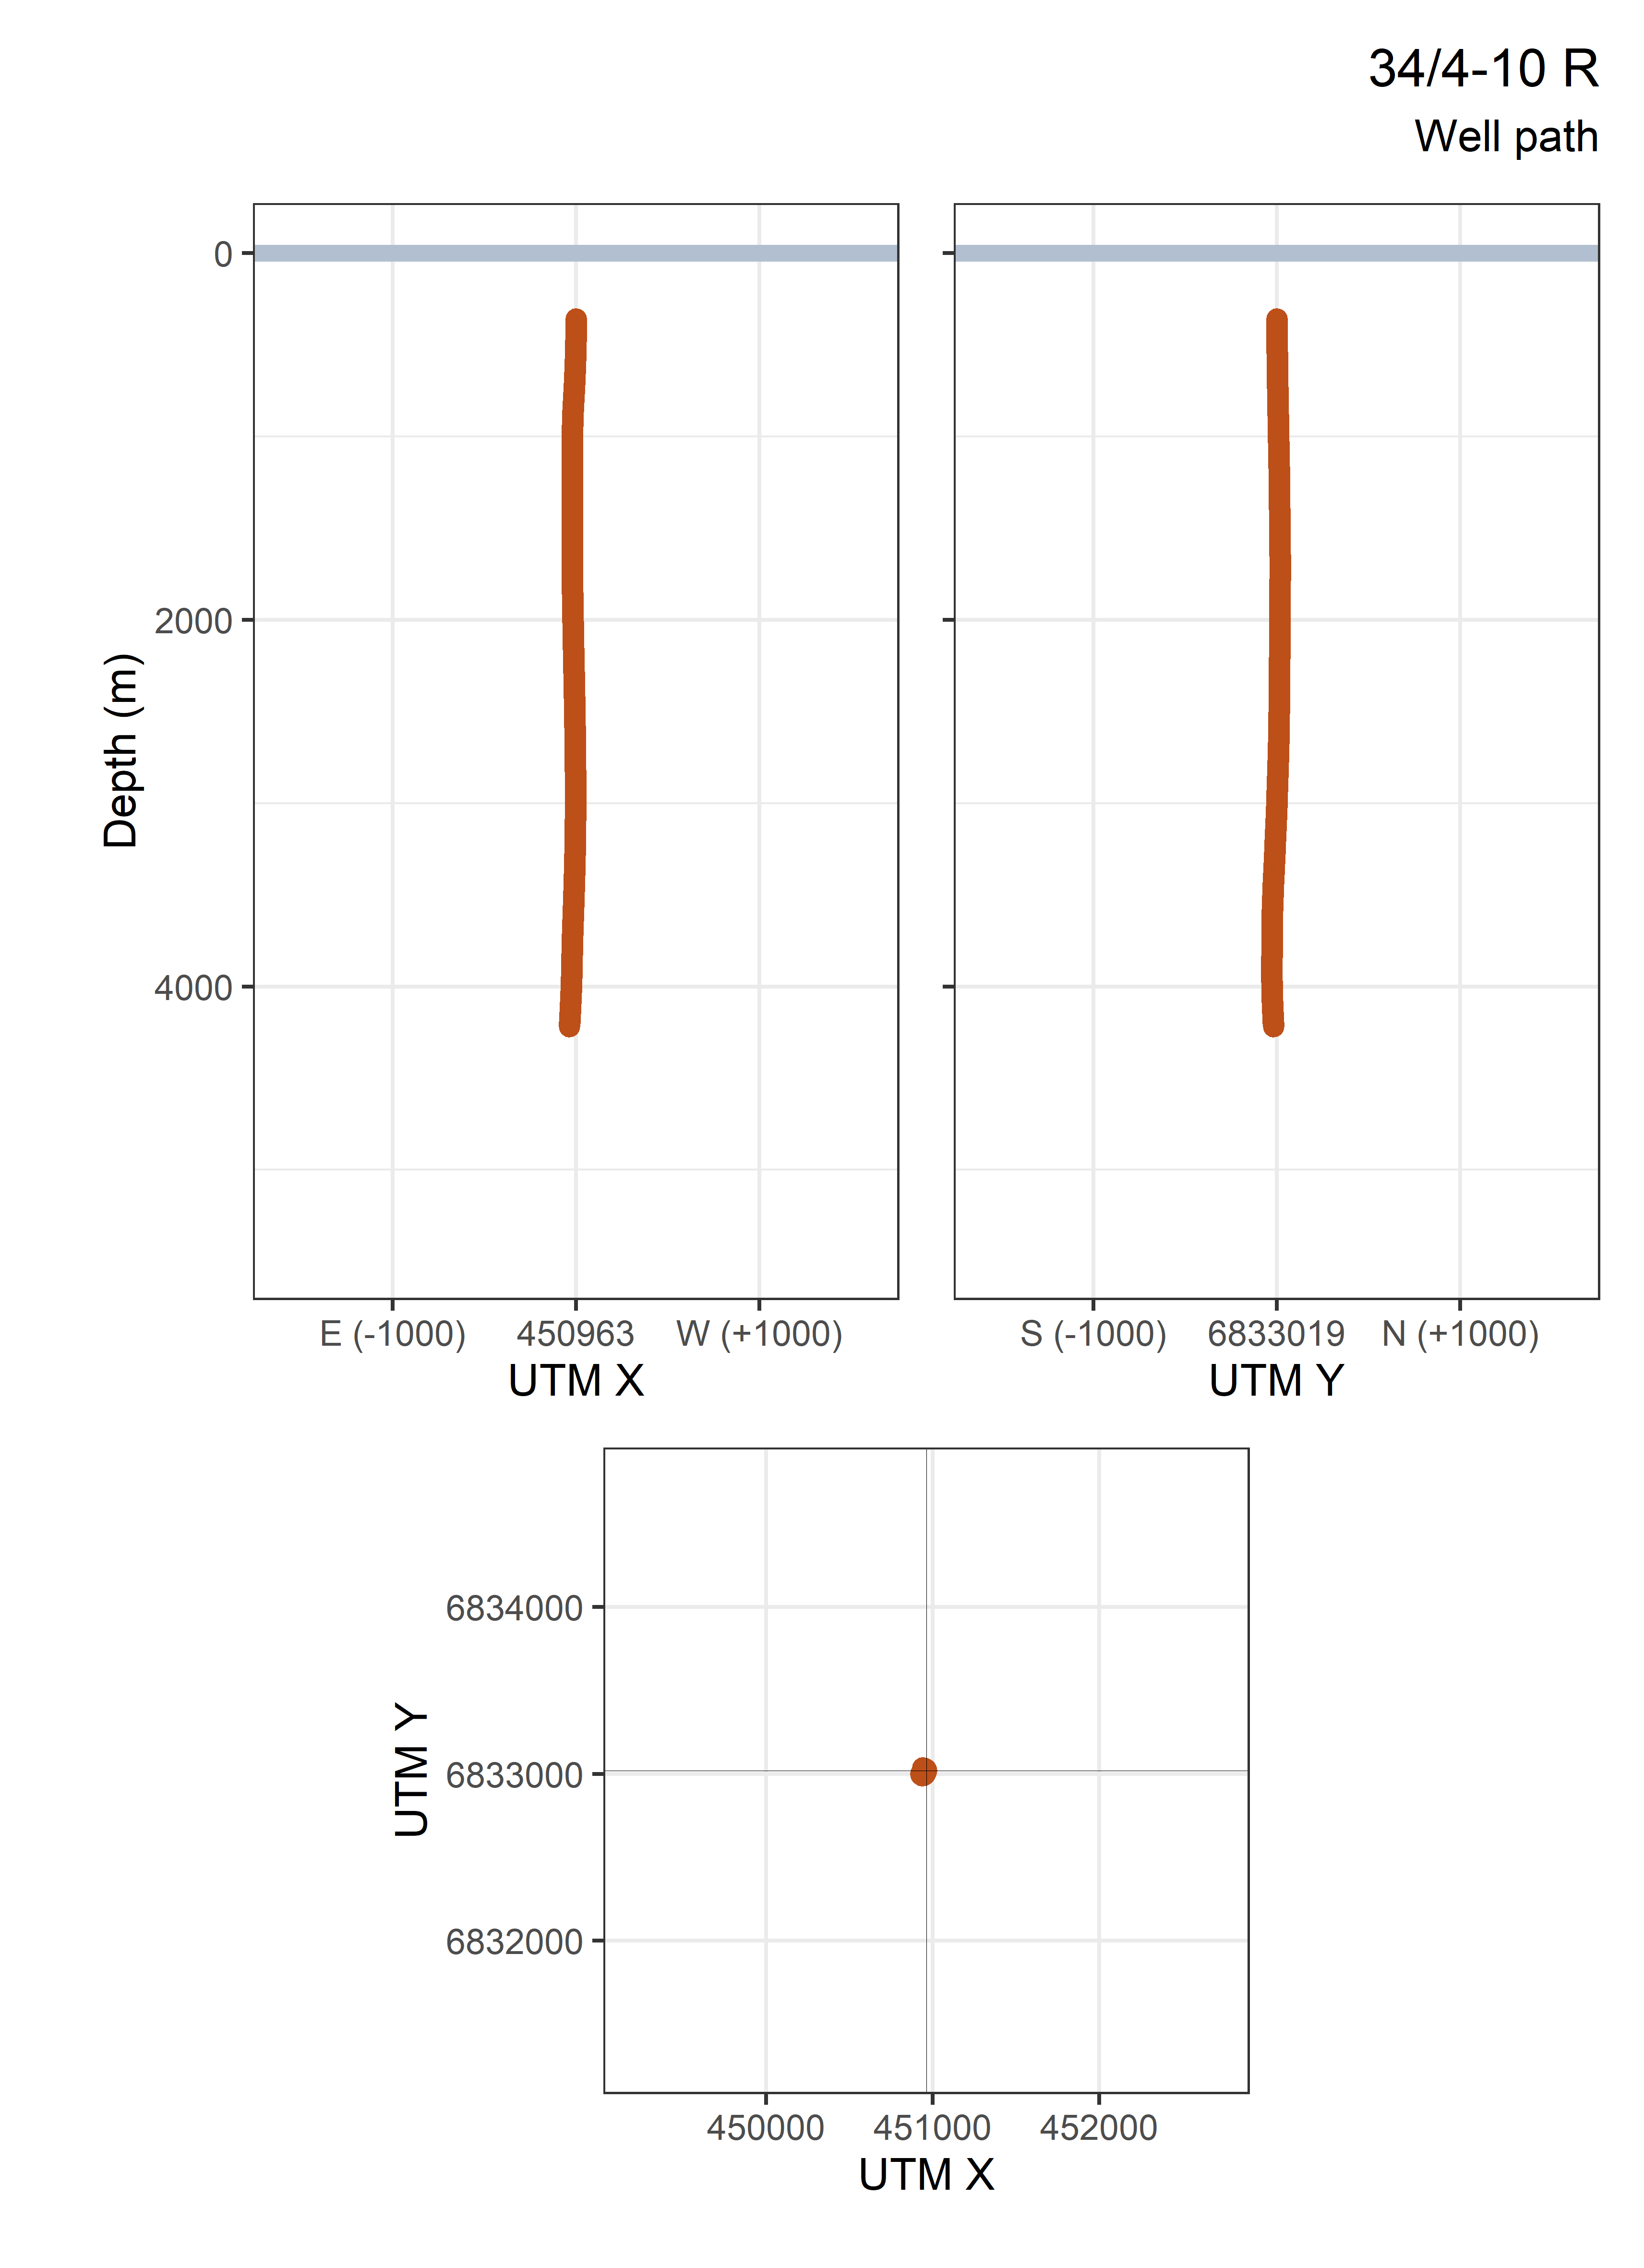 34/4-10 R
Well path
Depth (m)
0
2000
4000
E (-1000) 450963 W (+1000)
UTM X
S (-1000) 6833019 N (+1000)
UTM Y
UTM Y
6834000
6833000
6832000
450000 451000 452000
UTM X